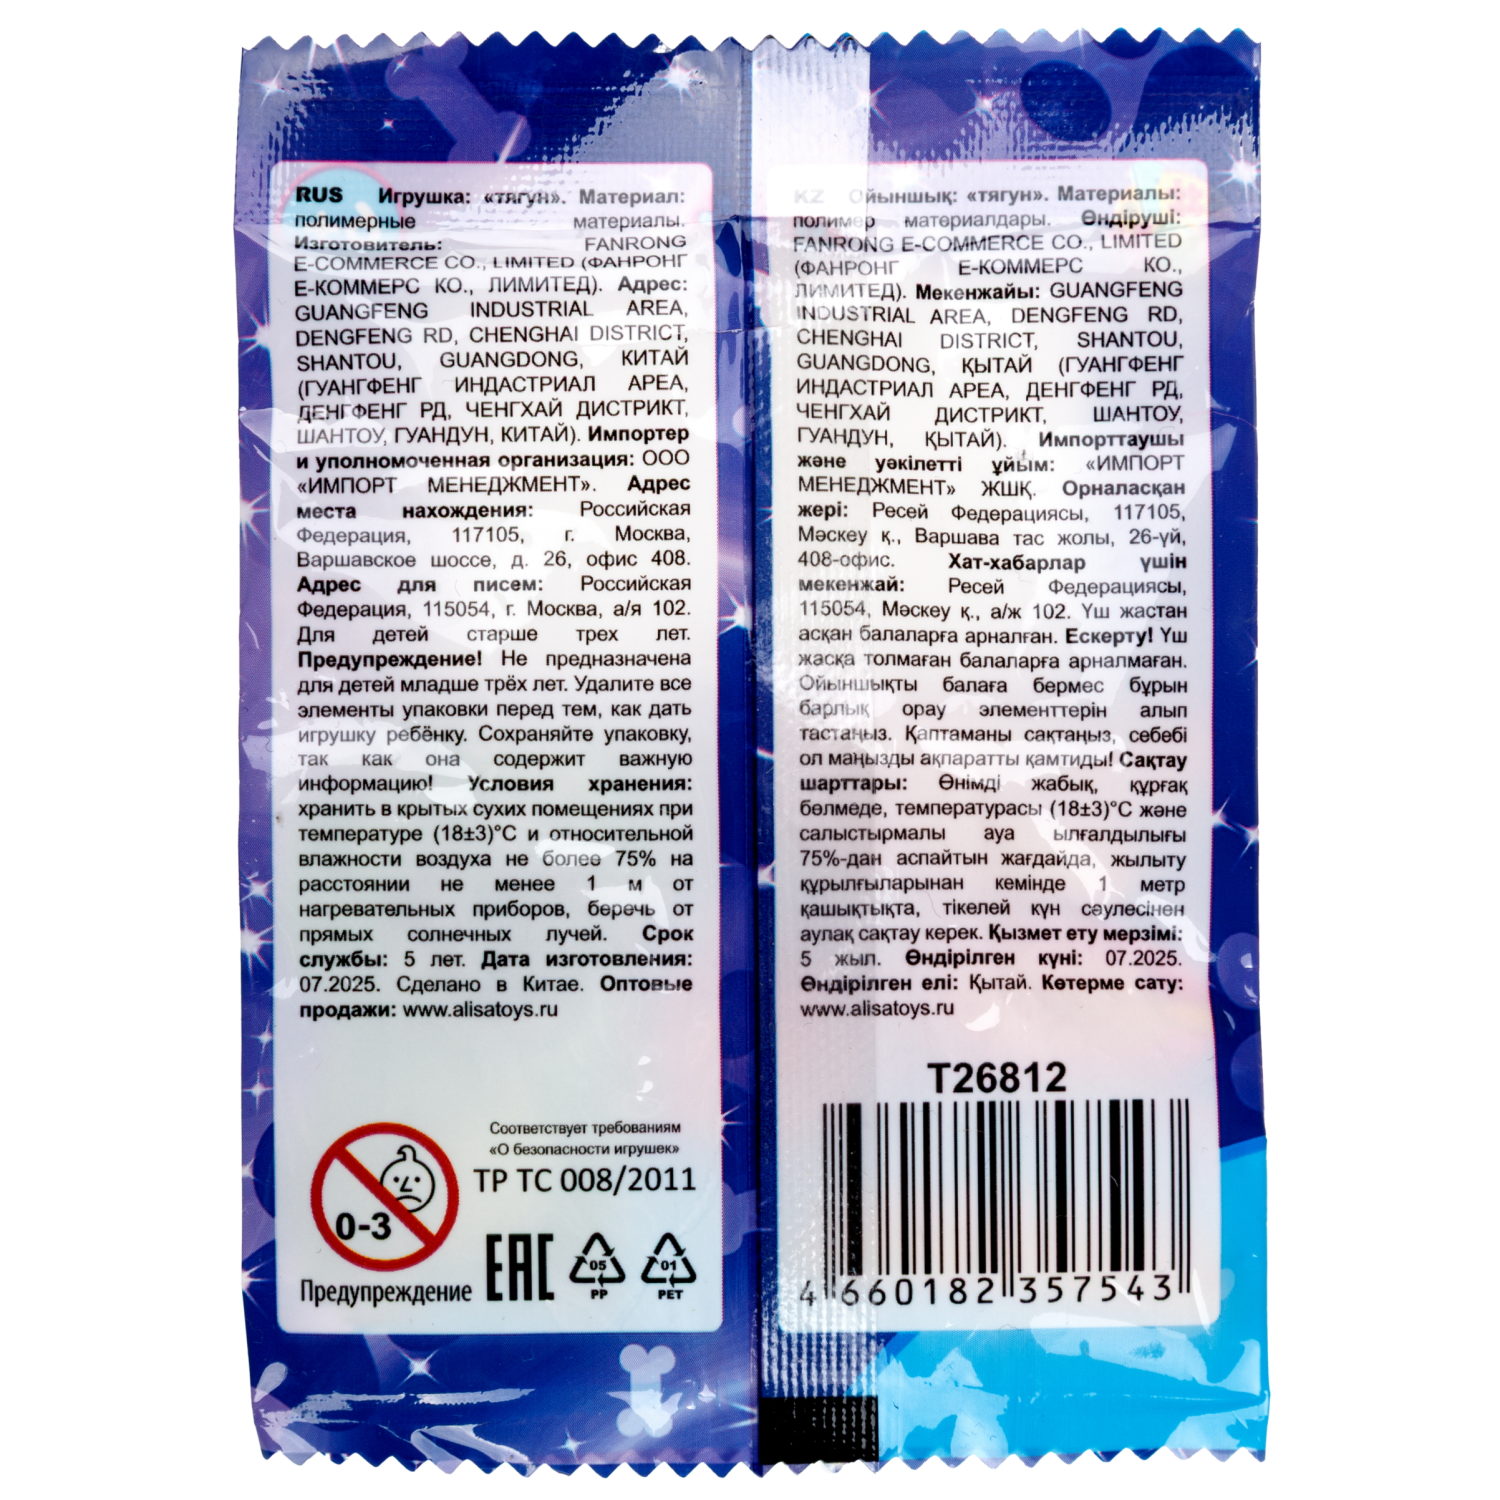 RUS Игрушка: «тягун». Материал:
полимерные материалы.
Изготовитель: FANRONG
E-COMMERCE CO., LIMITED (ФАНРОНГ
Е-КОММЕРС КО., ЛИМИТЕД). Адрес:
GUANGFENG INDUSTRIAL AREA,
DENGFENG RD, CHENGHAI DISTRICT,
SHANTOU, GUANGDONG, КИТАЙ
(ГУАНГФЕНГ ИНДАСТРИАЛ АРЕА,
ДЕНГФЕНГ РД, ЧЕНГХАЙ ДИСТРИКТ,
ШАНТОУ, ГУАНДУН, КИТАЙ). Импортер
и уполномоченная организация: ООО
«ИМПОРТ МЕНЕДЖМЕНТ». Адрес
места нахождения: Российская
Федерация, 117105, г. Москва,
Варшавское шоссе, д. 26, офис 408.
Адрес для писем: Российская
Федерация, 115054, г. Москва, а/я 102.
Для детей старше трех лет.
Предупреждение! Не предназначена
для детей младше трёх лет. Удалите все
элементы упаковки перед тем, как дать
игрушку ребёнку. Сохраняйте упаковку,
так как она содержит важную
информацию! Условия хранения:
хранить в крытых сухих помещениях при
температуре (18±3)°С и относительной
влажности воздуха не более 75% на
расстоянии не менее 1 м от
нагревательных приборов, беречь от
прямых солнечных лучей. Срок
службы: 5 лет. Дата изготовления:
07.2025. Сделано в Китае. Оптовые
продажи: www.alisatoys.ru
Соответствует требованиям
«О безопасности игрушек»
ТР ТС 008/2011
0-3
Предупреждение
EAC
05
PP
01
PET
KZ Ойыншық: «тягун». Материалы:
полимер материалдары. Өндіруші:
FANRONG E-COMMERCE CO., LIMITED
(ФАНРОНГ Е-КОММЕРС КО.,
ЛИМИТЕД). Мекенжайы: GUANGFENG
INDUSTRIAL AREA, DENGFENG RD,
CHENGHAI DISTRICT, SHANTOU,
GUANGDONG, ҚЫТАЙ (ГУАНГФЕНГ
ИНДАСТРИАЛ АРЕА, ДЕНГФЕНГ РД,
ЧЕНГХАЙ ДИСТРИКТ, ШАНТОУ,
ГУАНДУН, ҚЫТАЙ). Импорттаушы
және уәкілетті ұйым: «ИМПОРТ
МЕНЕДЖМЕНТ» ЖШҚ. Орналасқан
жері: Ресей Федерациясы, 117105,
Мәскеу қ., Варшава тас жолы, 26-үй,
408-офис. Хат-хабарлар үшін
мекенжай: Ресей Федерациясы,
115054, Мәскеу қ., а/ж 102. Үш жастан
асқан балаларға арналған. Ескерту! Үш
жасқа толмаған балаларға арналмаған.
Ойыншықты балаға бермес бұрын
барлық орау элементтерін алып
тастаңыз. Қаптаманы сақтаңыз, себебі
ол маңызды ақпаратты қамтиды! Сақтау
шарттары: Өнімді жабық, құрғақ
бөлмеде, температурасы (18±3)°С және
салыстырмалы ауа ылғалдылығы
75%-дан аспайтын жағдайда, жылыту
құрылғыларынан кемінде 1 метр
қашықтықта, тікелей күн сәулесінен
аулақ сақтау керек. Қызмет ету мерзімі:
5 жыл. Өндірілген күні: 07.2025.
Өндірілген елі: Қытай. Көтерме сату:
www.alisatoys.ru
T26812
4 660182 357543